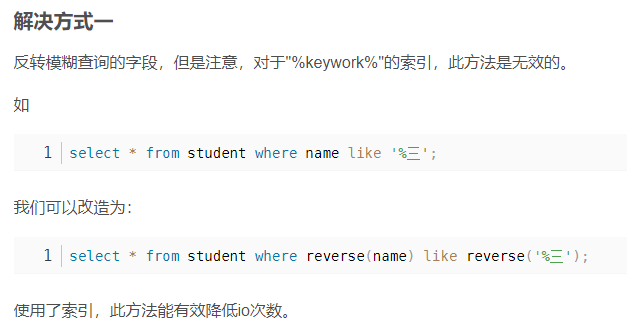 解决方式一
反转模糊查询的字段，但是注意，对于"%keywork%"的索引，此方法是无效的。
如
1 select * from student where name like '%三';
我们可以改造为：
1 select * from student where reverse(name) like reverse('%三');
使用了索引，此方法能有效降低io次数。